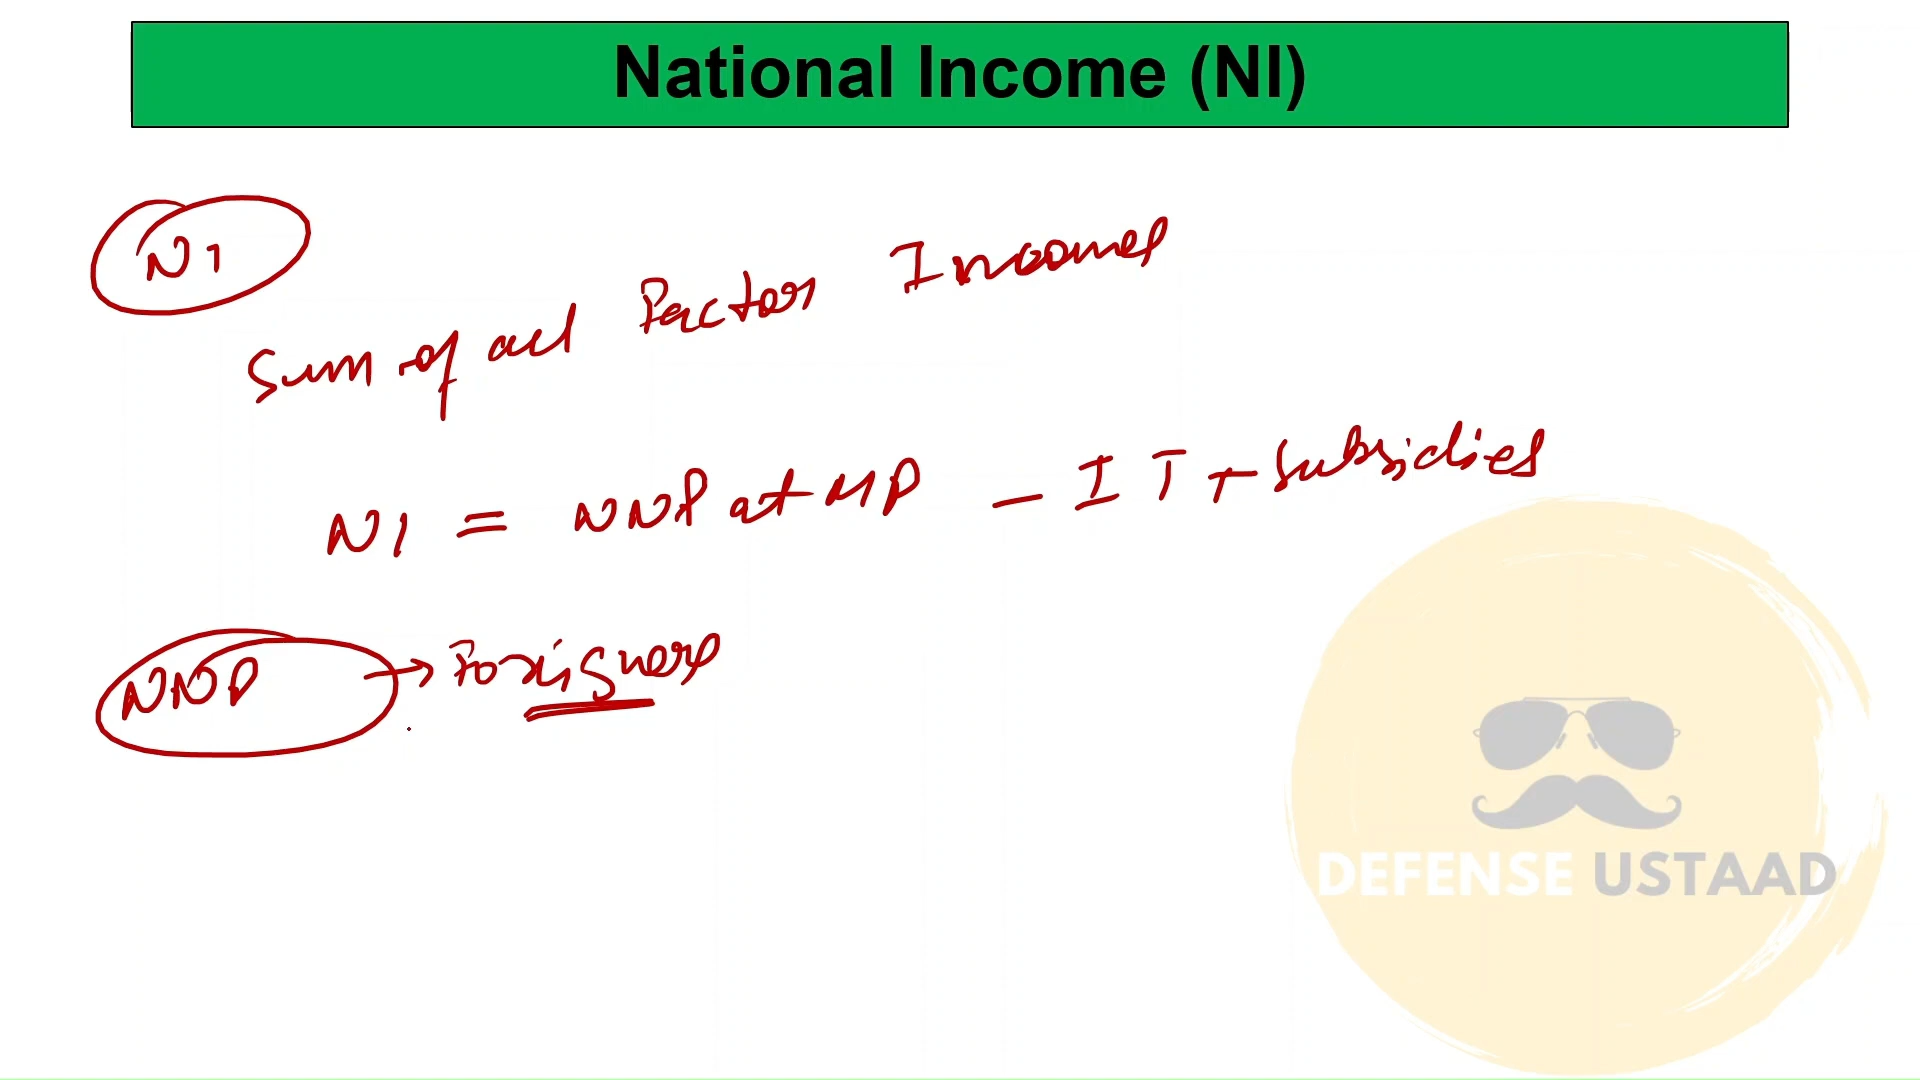 National Income (NI)
NI
Sum of all Factor Incomes
NI = NNP at MP - IT + Subsidies
NNP → Foreigners
DEFENSE USTAAD